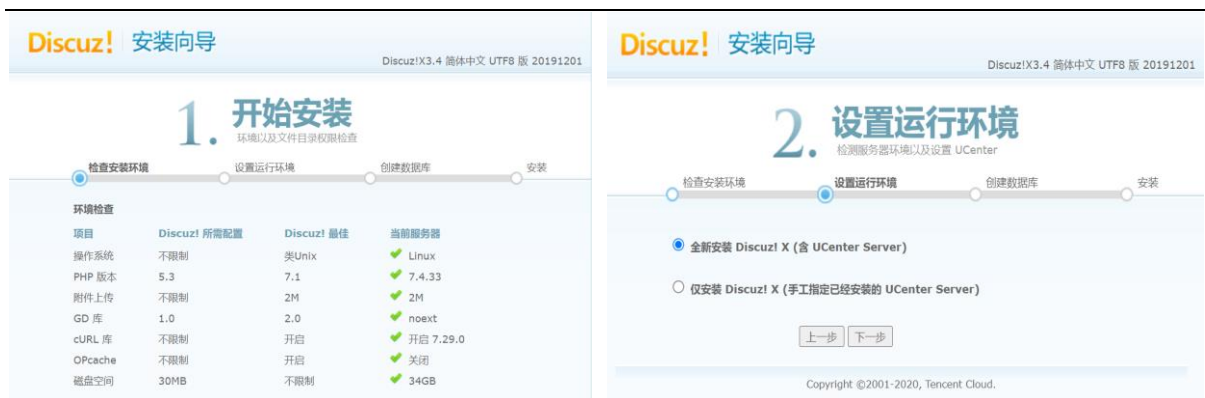 Discuz! 安装向导
Discuz!X3.4 简体中文 UTF8 版 20191201
1. 开始安装
环境以及文件目录权限检查
检查安装环境 设置运行环境 创建数据库 安装
环境检查
项目 Discuz! 所需配置 Discuz! 最佳 当前服务器
操作系统 不限制 类Unix Linux
PHP 版本 5.3 7.1 7.4.33
附件上传 不限制 2M 2M
GD 库 1.0 2.0 noext
cURL 库 不限制 开启 开启 7.29.0
OPcache 不限制 开启 关闭
磁盘空间 30MB 不限制 34GB
Discuz! 安装向导
Discuz!X3.4 简体中文 UTF8 版 20191201
2. 设置运行环境
检测服务器环境以及设置 UCenter
检查安装环境 设置运行环境 创建数据库 安装
全新安装 Discuz! X (含 UCenter Server)
仅安装 Discuz! X (手工指定已经安装的 UCenter Server)
上一步 下一步
Copyright ©2001-2020, Tencent Cloud.